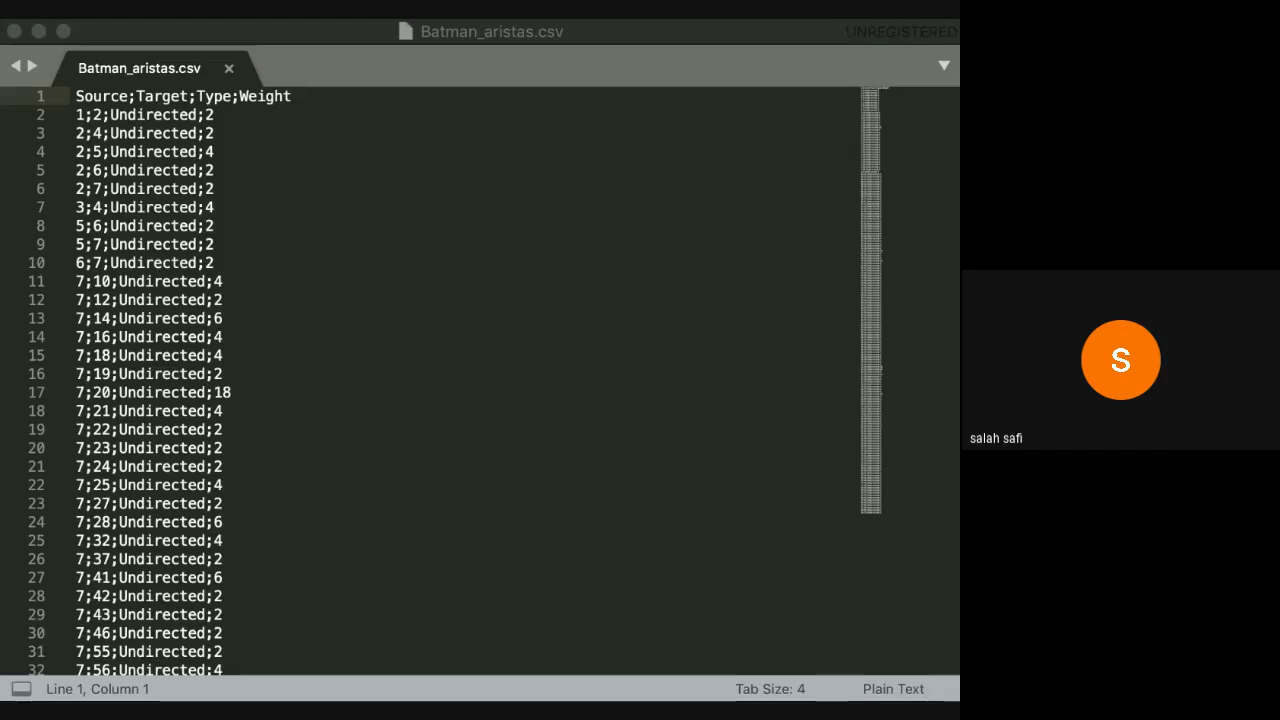 Batman_aristas.csv
UNREGISTERED
Batman_aristas.csv ×
1 Source;Target;Type;Weight
2 1;2;Undirected;2
3 2;4;Undirected;2
4 2;5;Undirected;4
5 2;6;Undirected;2
6 2;7;Undirected;2
7 3;4;Undirected;4
8 5;6;Undirected;2
9 5;7;Undirected;2
10 6;7;Undirected;2
11 7;10;Undirected;4
12 7;12;Undirected;2
13 7;14;Undirected;6
14 7;16;Undirected;4
15 7;18;Undirected;4
16 7;19;Undirected;2
17 7;20;Undirected;18
18 7;21;Undirected;4
19 7;22;Undirected;2
20 7;23;Undirected;2
21 7;24;Undirected;2
22 7;25;Undirected;4
23 7;27;Undirected;2
24 7;28;Undirected;6
25 7;32;Undirected;4
26 7;37;Undirected;2
27 7;41;Undirected;6
28 7;42;Undirected;2
29 7;43;Undirected;2
30 7;46;Undirected;2
31 7;55;Undirected;2
32 7;56;Undirected;4
Line 1, Column 1
Tab Size: 4
Plain Text
S
salah safi